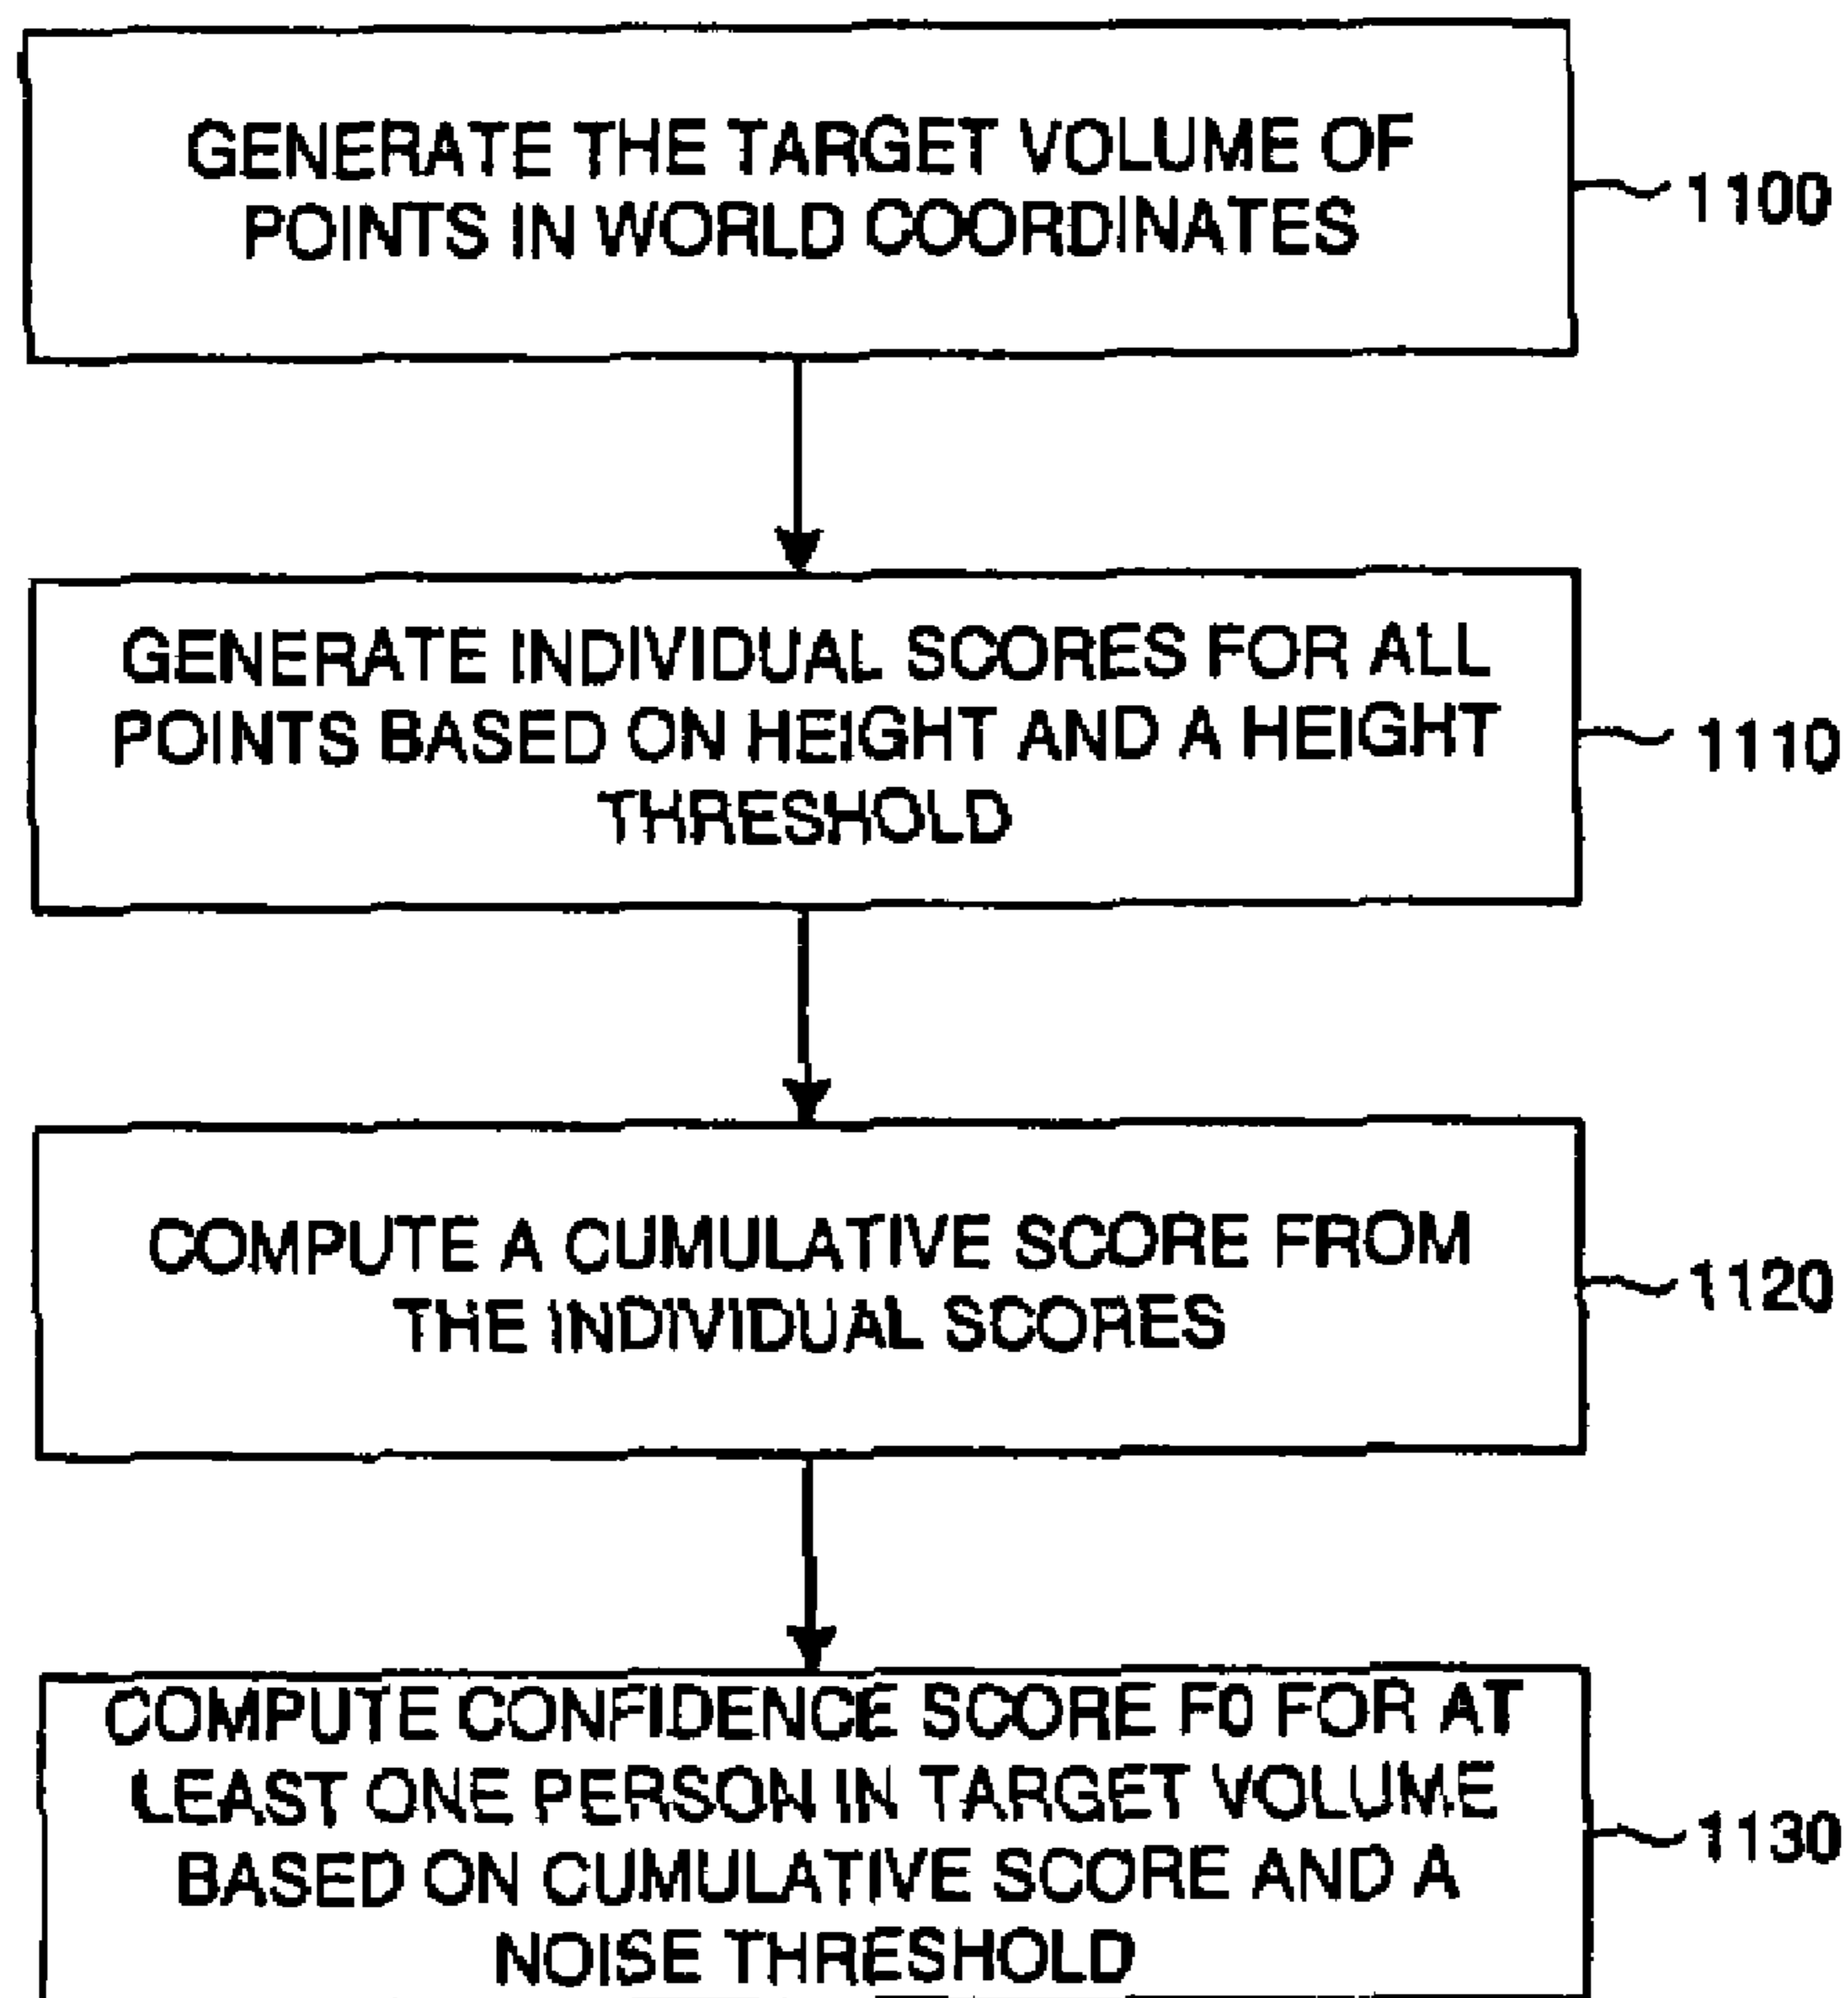 GENERATE THE TARGET VOLUME OF
POINTS IN WORLD COORDINATES
1100
GENERATE INDIVIDUAL SCORES FOR ALL
POINTS BASED ON HEIGHT AND A HEIGHT
THRESHOLD
1110
COMPUTE A CUMULATIVE SCORE FROM
THE INDIVIDUAL SCORES
1120
COMPUTE CONFIDENCE SCORE F0 FOR AT
LEAST ONE PERSON IN TARGET VOLUME
BASED ON CUMULATIVE SCORE AND A
NOISE THRESHOLD
1130